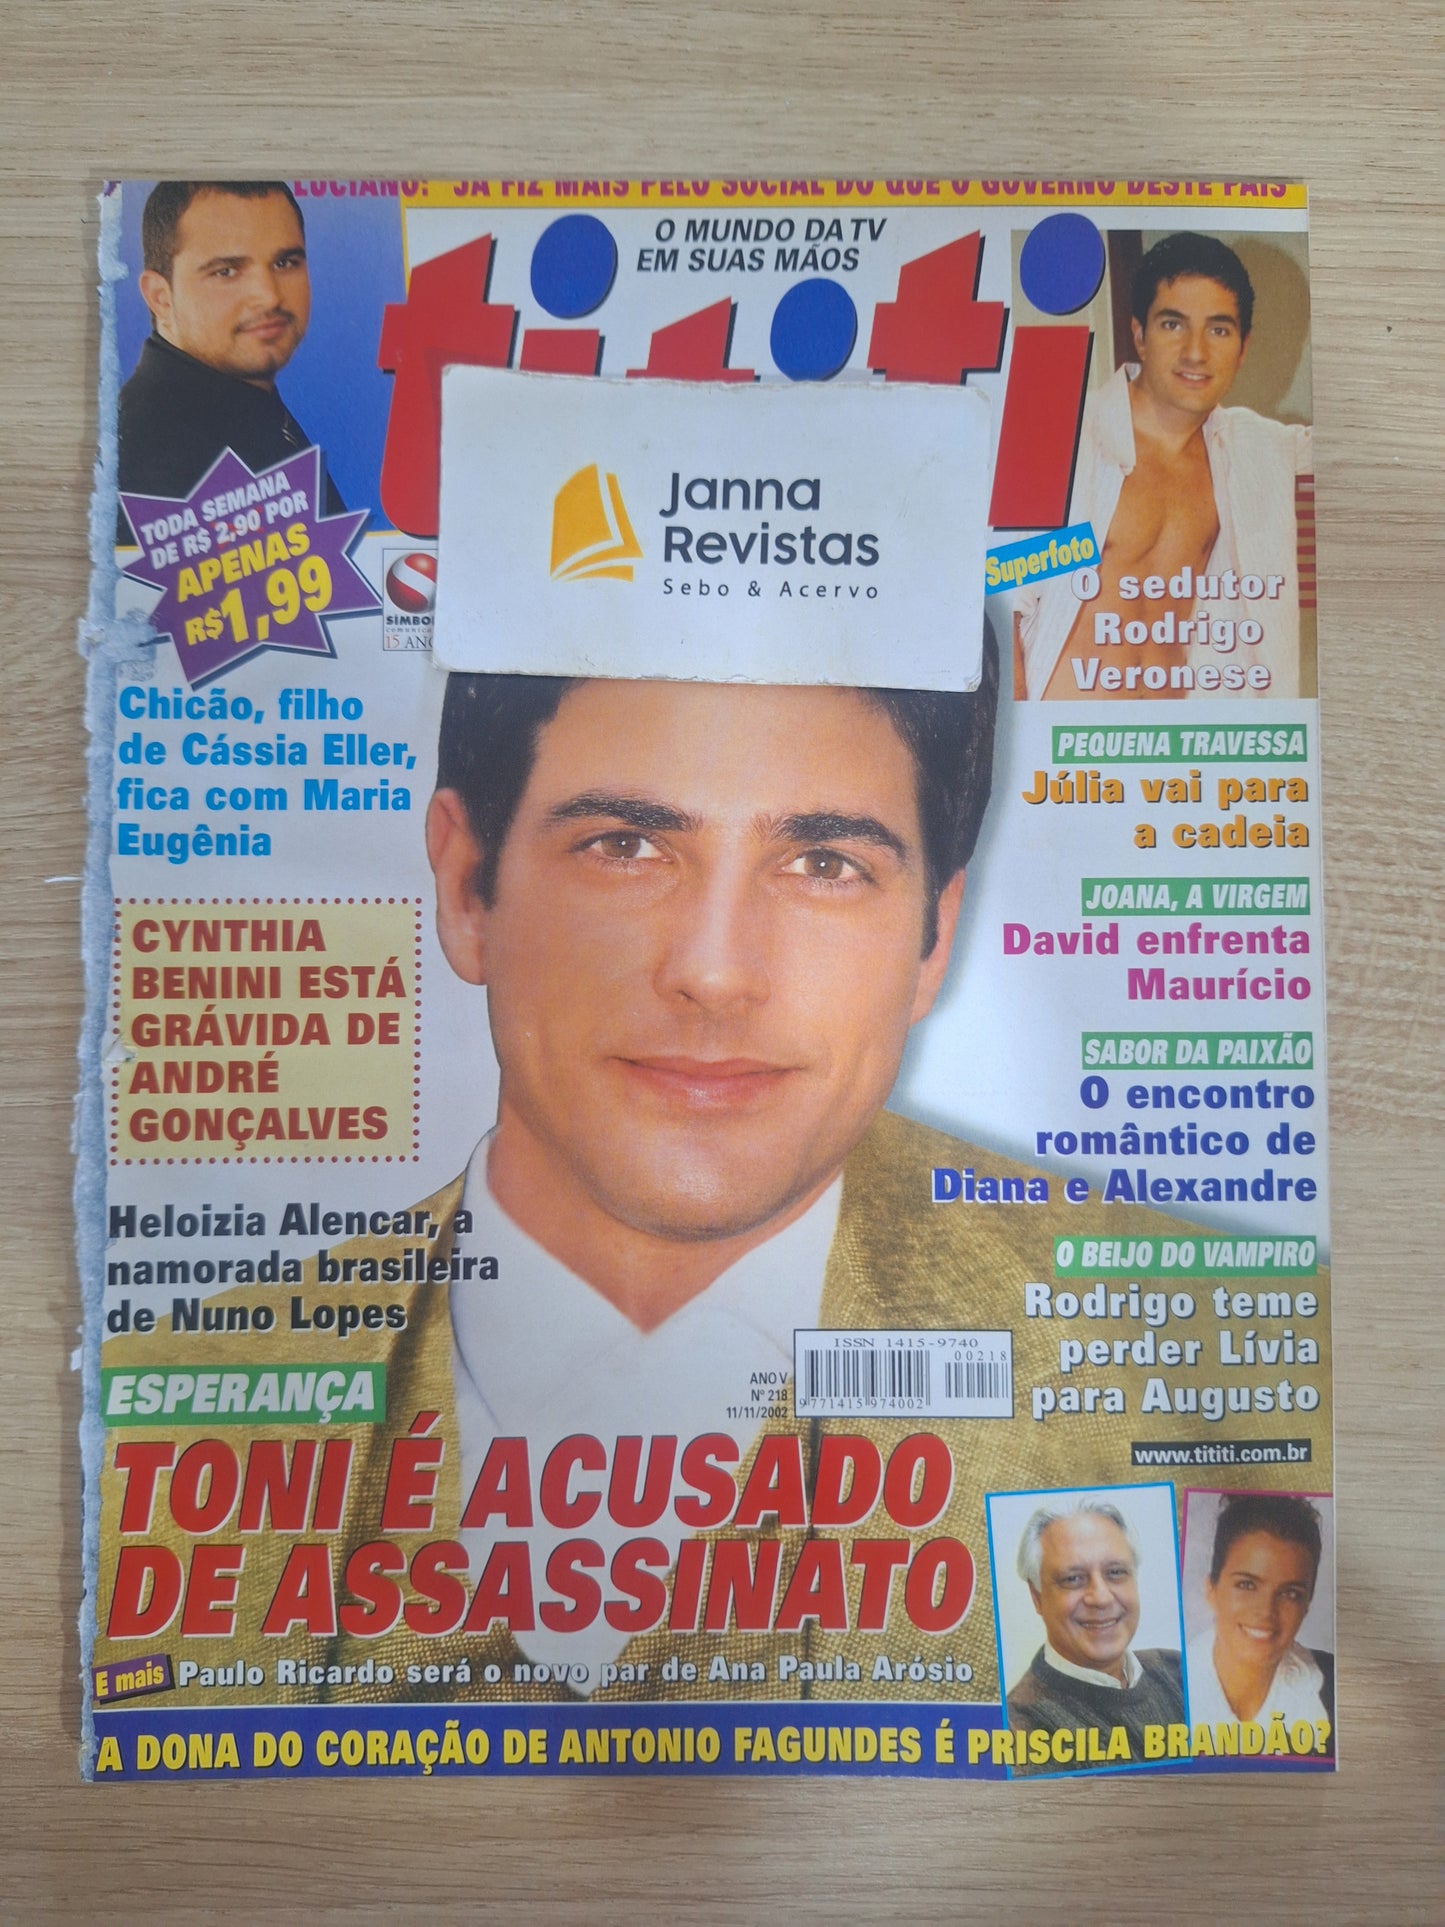 LUCIANO: "JÁ FIZ MAIS PELO SOCIAL DO QUE O GOVERNO DESTE PAÍS"
O MUNDO DA TV
EM SUAS MÃOS
tititi
TODA SEMANA
DE R$ 2,90 POR
APENAS
R$1,99
Janna
Revistas
Sebo & Acervo
15 AN
Superfoto
O sedutor
Rodrigo
Veronese
Chicão, filho
de Cássia Eller,
fica com Maria
Eugênia
CYNTHIA
BENINI ESTÁ
GRÁVIDA DE
ANDRÉ
GONÇALVES
Heloizia Alencar, a
namorada brasileira
de Nuno Lopes
PEQUENA TRAVESSA
Júlia vai para
a cadeia
JOANA, A VIRGEM
David enfrenta
Maurício
SABOR DA PAIXÃO
O encontro
romântico de
Diana e Alexandre
O BEIJO DO VAMPIRO
Rodrigo teme
perder Lívia
para Augusto
www.tititi.com.br
ANO V
Nº 218
11/11/2002
ISSN 1415-9740
00218
9 771415 974002
ESPERANÇA
TONI É ACUSADO
DE ASSASSINATO
E mais Paulo Ricardo será o novo par de Ana Paula Arósio
A DONA DO CORAÇÃO DE ANTONIO FAGUNDES É PRISCILA BRANDÃO?